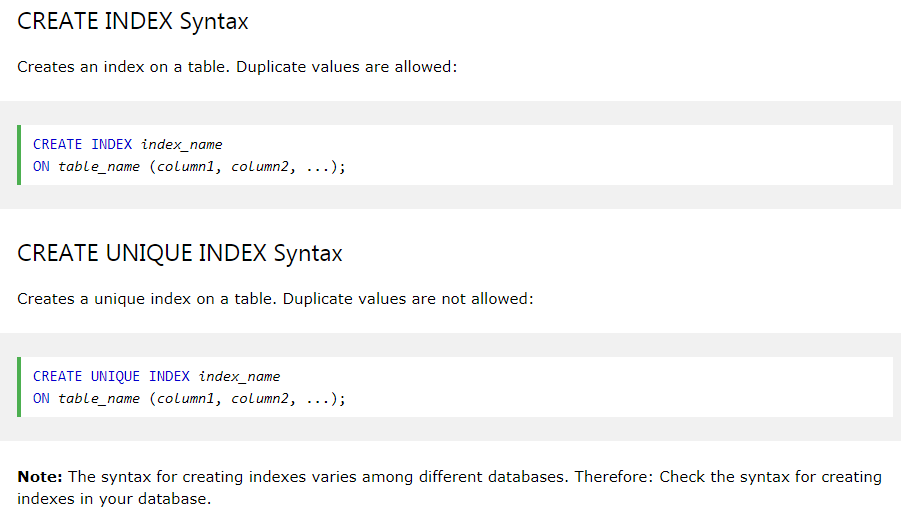 CREATE INDEX Syntax
Creates an index on a table. Duplicate values are allowed:
CREATE INDEX index_name
ON table_name (column1, column2, ...);
CREATE UNIQUE INDEX Syntax
Creates a unique index on a table. Duplicate values are not allowed:
CREATE UNIQUE INDEX index_name
ON table_name (column1, column2, ...);
Note: The syntax for creating indexes varies among different databases. Therefore: Check the syntax for creating
indexes in your database.